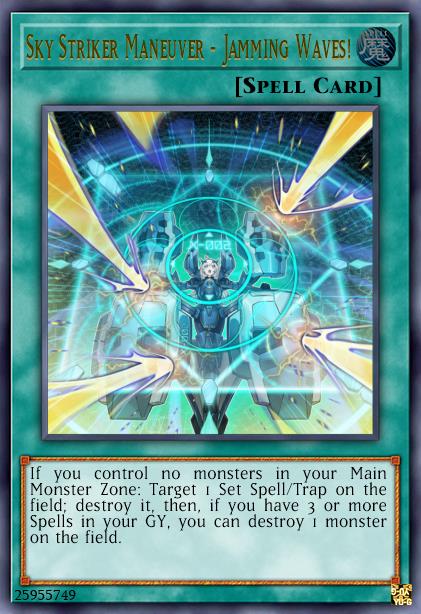 Sky Striker Maneuver - Jamming Waves!
[Spell Card]
X-002
If you control no monsters in your Main
Monster Zone: Target 1 Set Spell/Trap on the
field; destroy it, then, if you have 3 or more
Spells in your GY, you can destroy 1 monster
on the field.
25955749